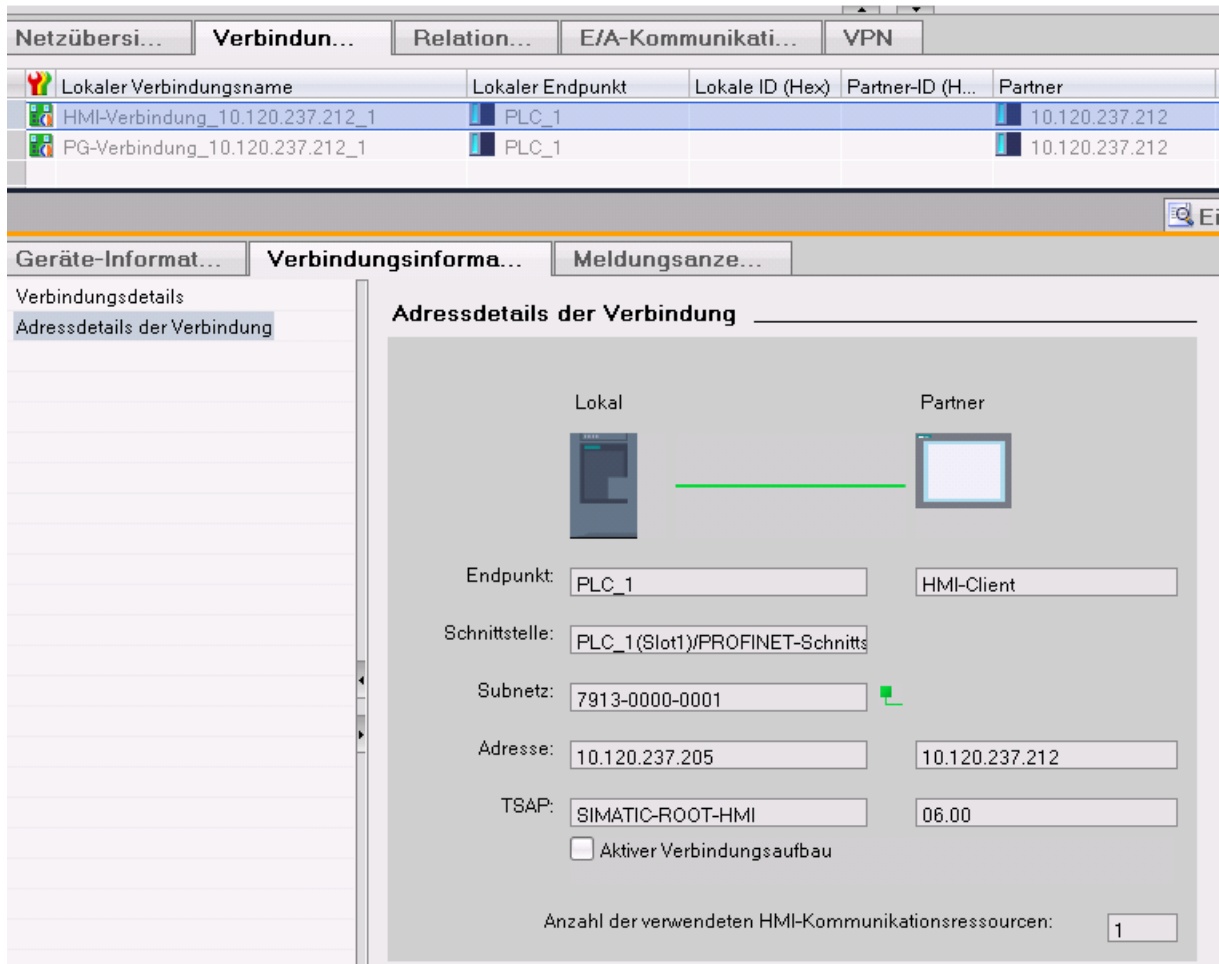 Netzübersi... Verbindun... Relation... E/A-Kommunikati... VPN
Lokaler Verbindungsname Lokaler Endpunkt Lokale ID (Hex) Partner-ID (H... Partner
HMI-Verbindung_10.120.237.212_1 PLC_1 10.120.237.212
PG-Verbindung_10.120.237.212_1 PLC_1 10.120.237.212
Ei
Geräte-Informat... Verbindungsinforma... Meldungsanze...
Verbindungsdetails
Adressdetails der Verbindung
Adressdetails der Verbindung
Lokal Partner
Endpunkt: PLC_1 HMI-Client
Schnittstelle: PLC_1(Slot1)/PROFINET-Schnitts
Subnetz: 7913-0000-0001
Adresse: 10.120.237.205 10.120.237.212
TSAP: SIMATIC-ROOT-HMI 06.00
Aktiver Verbindungsaufbau
Anzahl der verwendeten HMI-Kommunikationsressourcen: 1